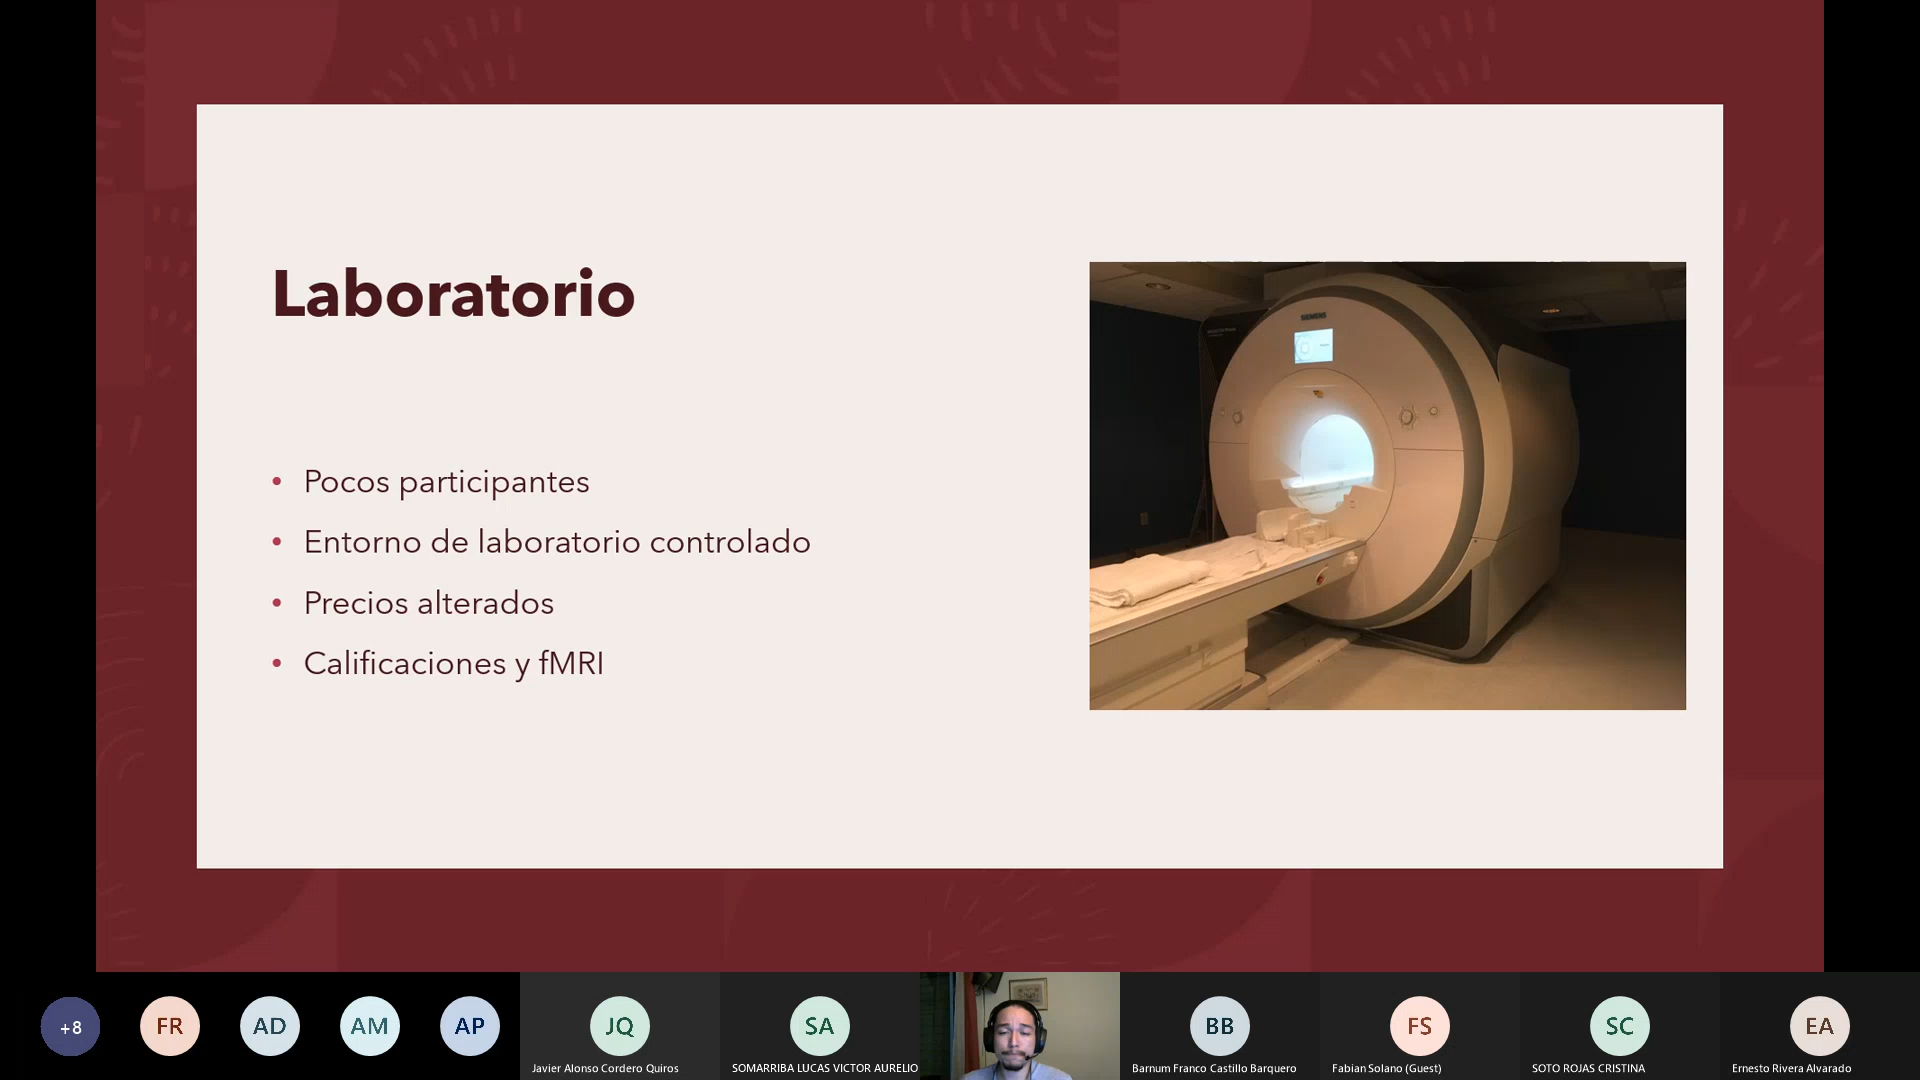 Laboratorio
SIEMENS
• Pocos participantes
• Entorno de laboratorio controlado
• Precios alterados
• Calificaciones y fMRI
+8
FR
AD
AM
AP
JQ
SA
BB
FS
SC
EA
Javier Alonso Cordero Quiros
SOMARRIBA LUCAS VICTOR AURELIO
Barnum Franco Castillo Barquero
Fabian Solano (Guest)
SOTO ROJAS CRISTINA
Ernesto Rivera Alvarado